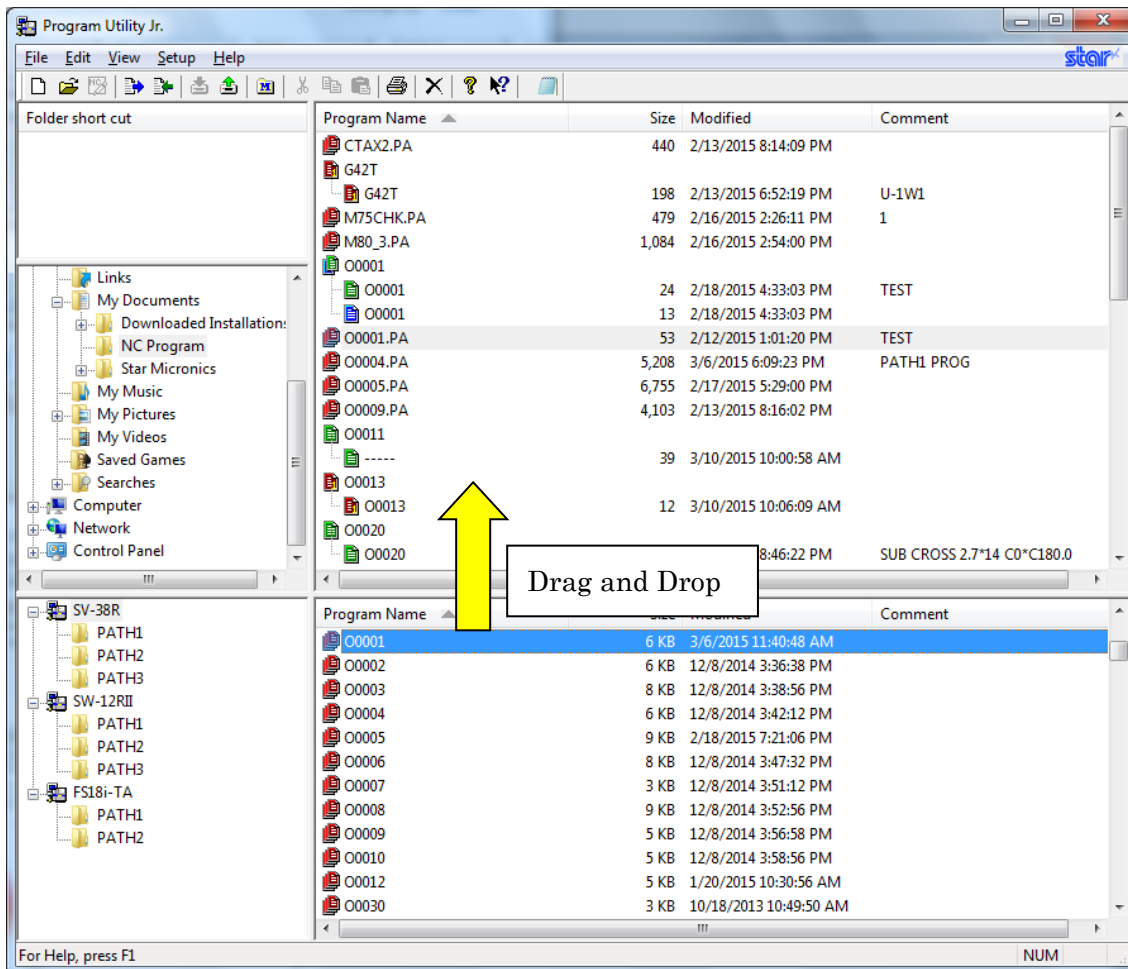 Program Utility Jr.
File Edit View Setup Help
star
Folder short cut
Links
My Documents
Downloaded Installation
NC Program
Star Micronics
My Music
My Pictures
My Videos
Saved Games
Searches
Computer
Network
Control Panel
Program Name Size Modified Comment
CTAX2.PA 440 2/13/2015 8:14:09 PM
G42T
G42T 198 2/13/2015 6:52:19 PM U-1W1
M75CHK.PA 479 2/16/2015 2:26:11 PM 1
M80_3.PA 1,084 2/16/2015 2:54:00 PM
O0001
O0001 24 2/18/2015 4:33:03 PM TEST
O0001 13 2/18/2015 4:33:03 PM
O0001.PA 53 2/12/2015 1:01:20 PM TEST
O0004.PA 5,208 3/6/2015 6:09:23 PM PATH1 PROG
O0005.PA 6,755 2/17/2015 5:29:00 PM
O0009.PA 4,103 2/13/2015 8:16:02 PM
O0011
----- 39 3/10/2015 10:00:58 AM
O0013
O0013 12 3/10/2015 10:06:09 AM
O0020
O0020 8:46:22 PM SUB CROSS 2.7*14 C0*C180.0
Drag and Drop
SV-38R
PATH1
PATH2
PATH3
SW-12RII
PATH1
PATH2
PATH3
FS18i-TA
PATH1
PATH2
Program Name Comment
O0001 6 KB 3/6/2015 11:40:48 AM
O0002 6 KB 12/8/2014 3:36:38 PM
O0003 8 KB 12/8/2014 3:38:56 PM
O0004 6 KB 12/8/2014 3:42:12 PM
O0005 9 KB 2/18/2015 7:21:06 PM
O0006 8 KB 12/8/2014 3:47:32 PM
O0007 3 KB 12/8/2014 3:51:12 PM
O0008 9 KB 12/8/2014 3:52:56 PM
O0009 5 KB 12/8/2014 3:56:58 PM
O0010 5 KB 12/8/2014 3:58:56 PM
O0012 5 KB 1/20/2015 10:30:56 AM
O0030 3 KB 10/18/2013 10:49:50 AM
For Help, press F1 NUM